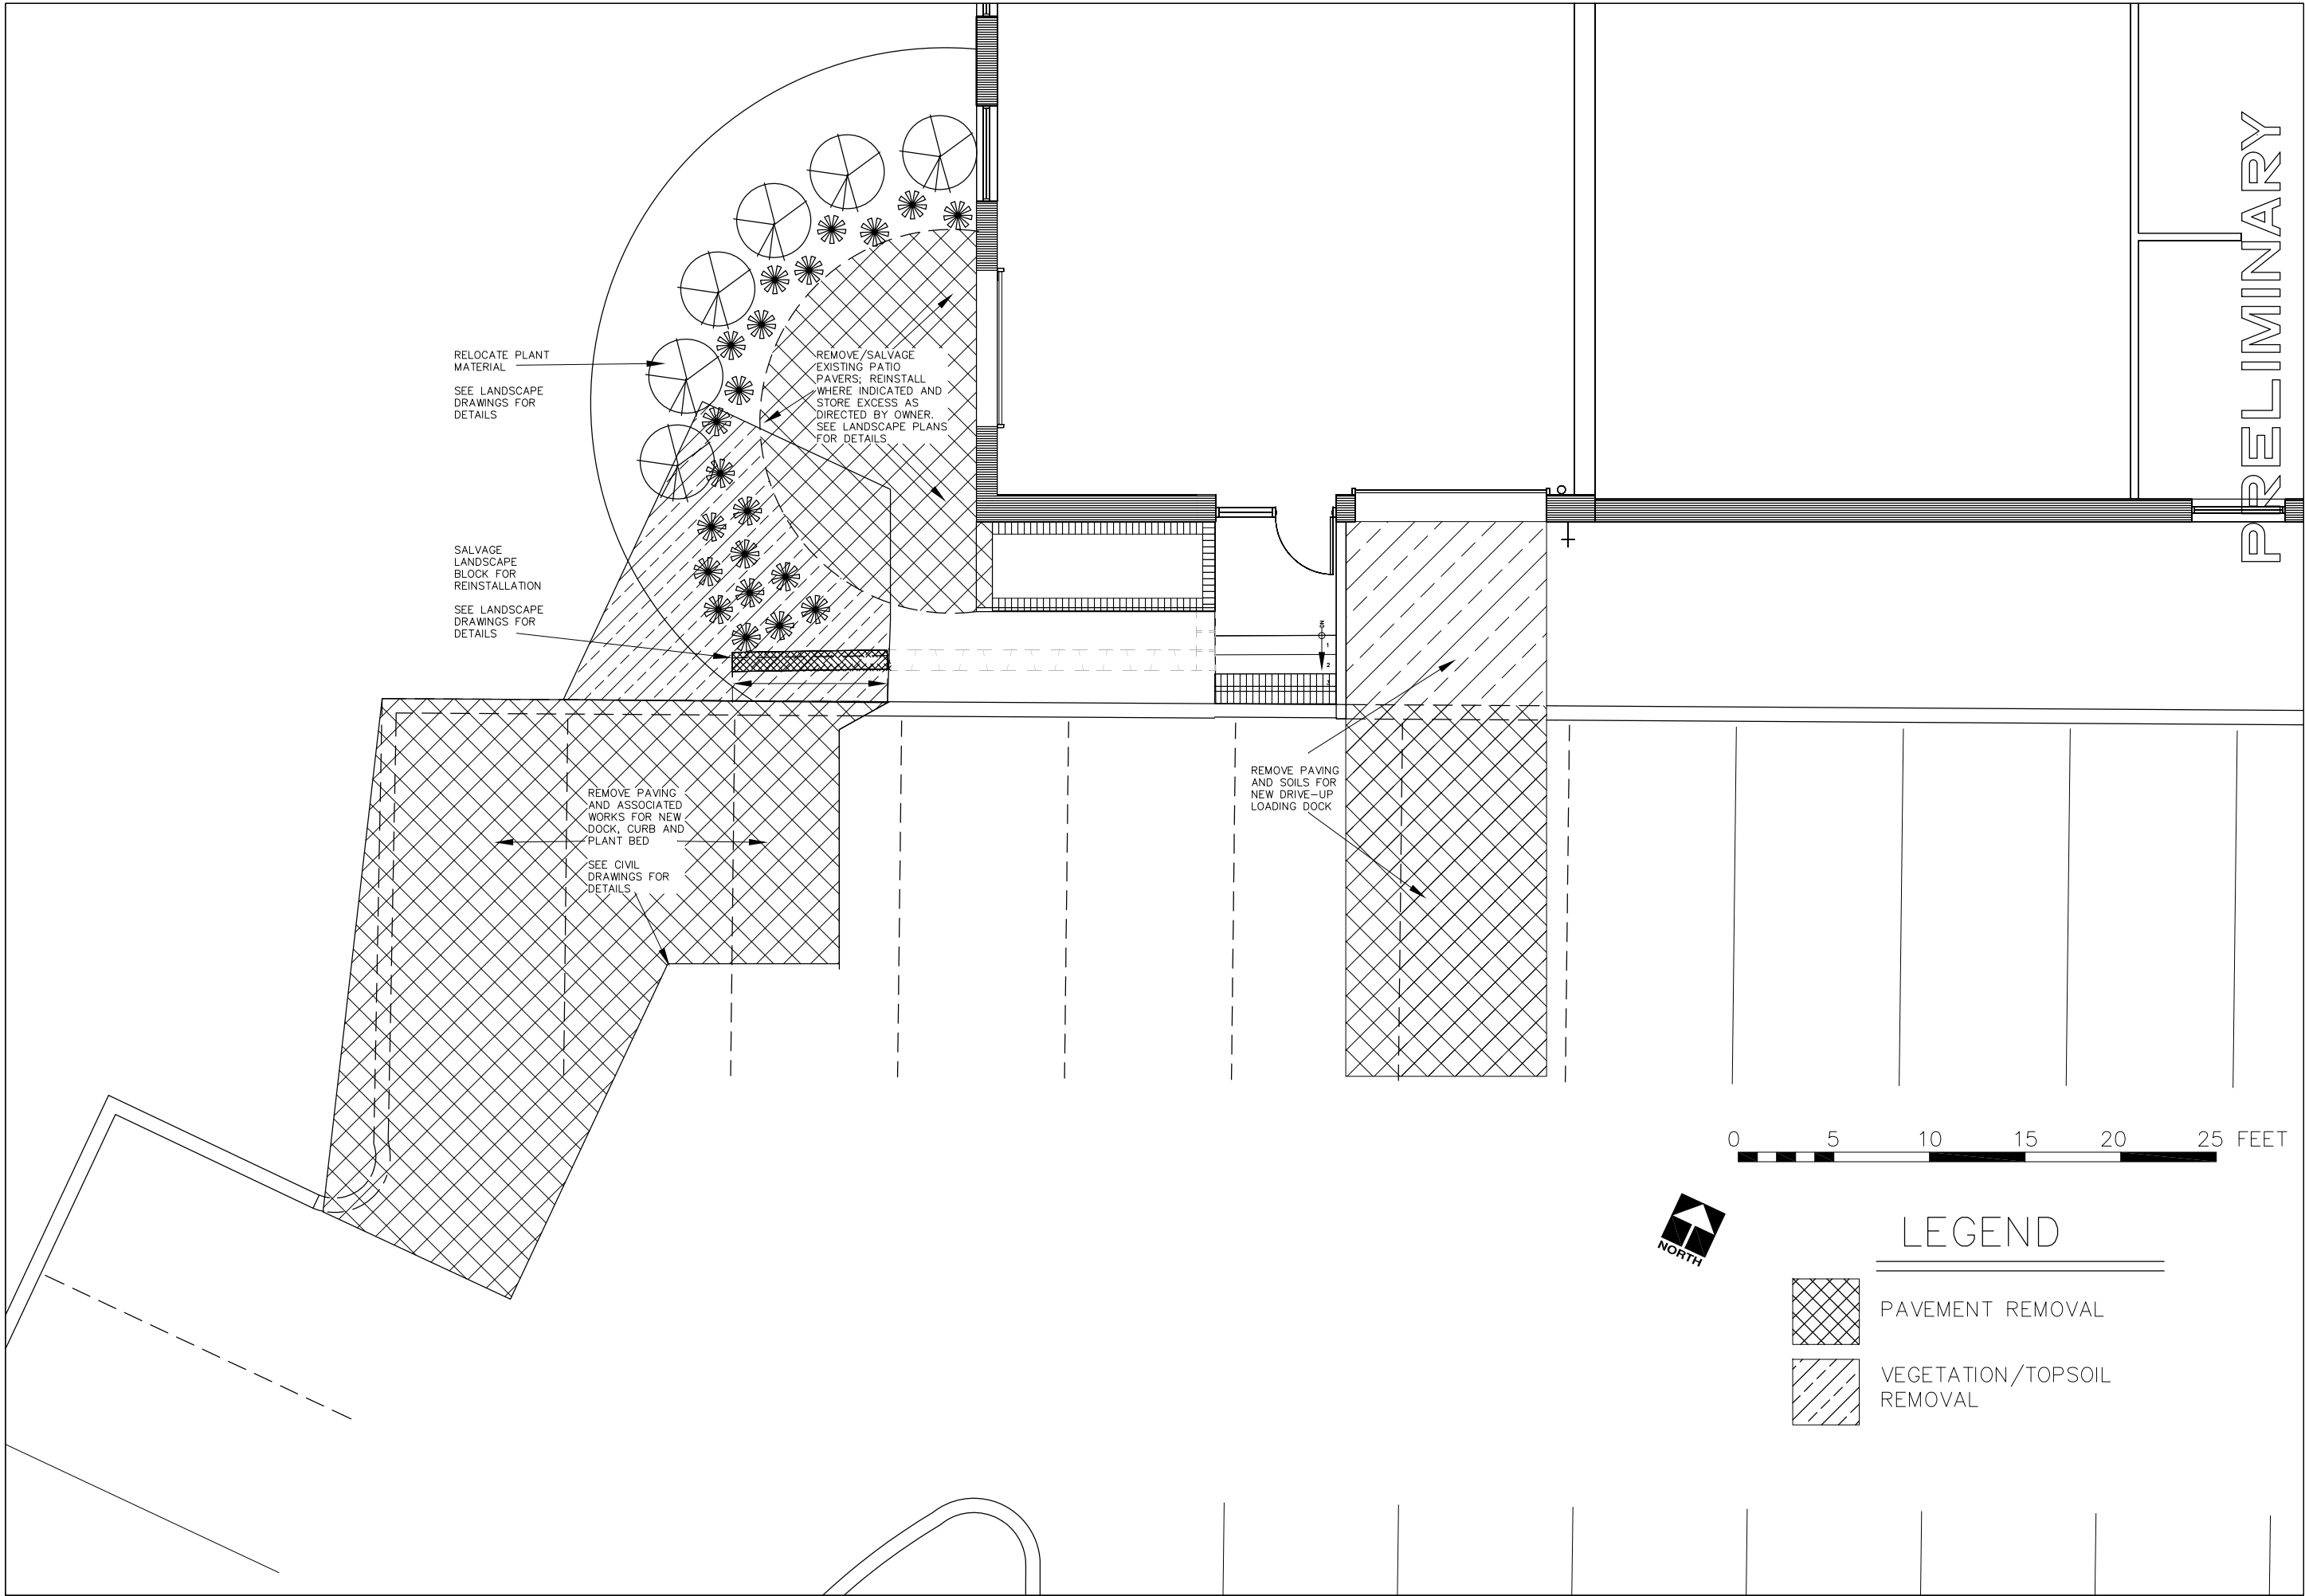 PRELIMINARY
RELOCATE PLANT
MATERIAL
SEE LANDSCAPE
DRAWINGS FOR
DETAILS
REMOVE/SALVAGE
EXISTING PATIO
PAVERS; REINSTALL
WHERE INDICATED AND
STORE EXCESS AS
DIRECTED BY OWNER.
SEE LANDSCAPE PLANS
FOR DETAILS
SALVAGE
LANDSCAPE
BLOCK FOR
REINSTALLATION
SEE LANDSCAPE
DRAWINGS FOR
DETAILS
1
2
3
REMOVE PAVING
AND SOILS FOR
NEW DRIVE-UP
LOADING DOCK
REMOVE PAVING
AND ASSOCIATED
WORKS FOR NEW
DOCK, CURB AND
PLANT BED
SEE CIVIL
DRAWINGS FOR
DETAILS
0 5 10 15 20 25 FEET
NORTH
LEGEND
PAVEMENT REMOVAL
VEGETATION/TOPSOIL
REMOVAL